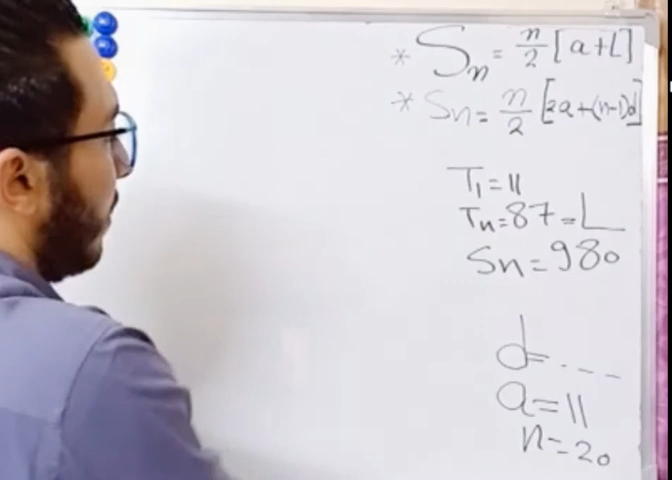 * Sn = n/2 [a+L]
* Sn = n/2 [2a+(n-1)d]
T1 = 11
Tn = 87 = L
Sn = 980
d = ----
a = 11
n = 20